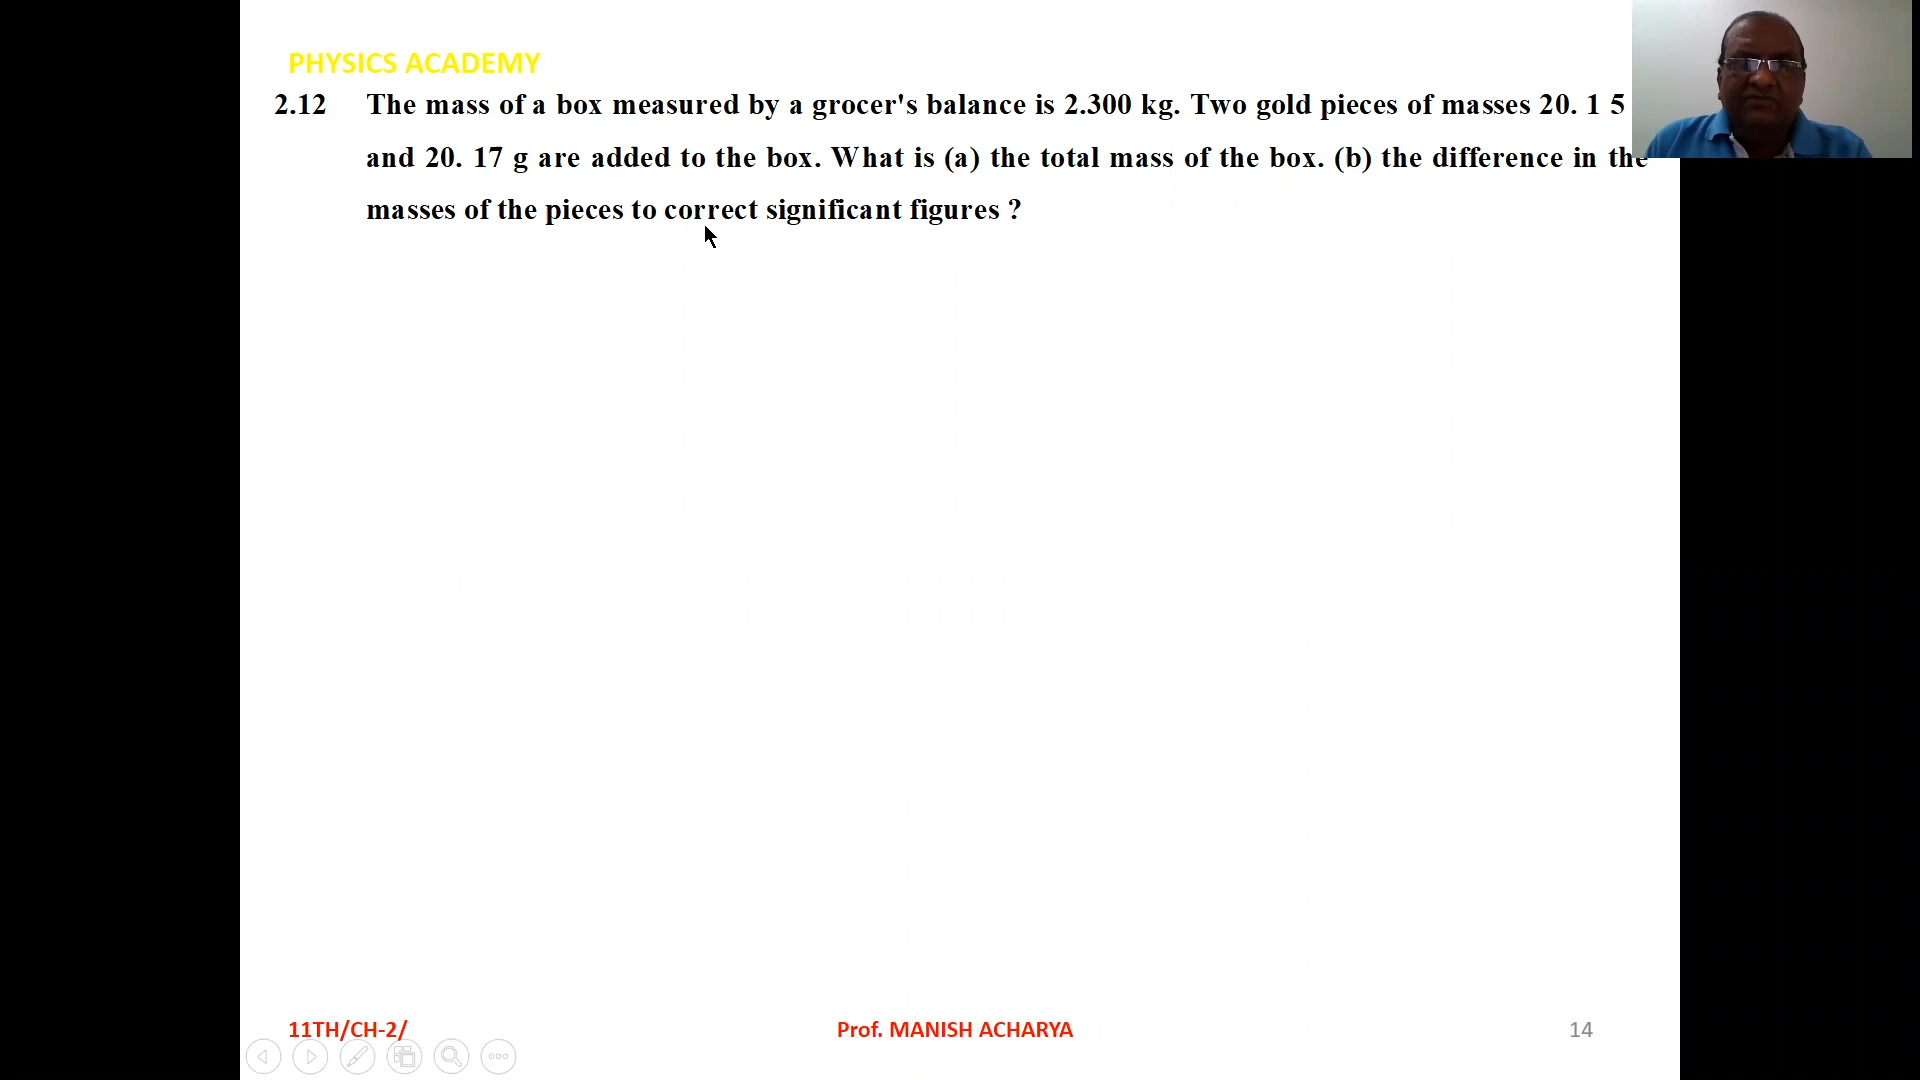 PHYSICS ACADEMY
2.12 The mass of a box measured by a grocer's balance is 2.300 kg. Two gold pieces of masses 20. 1 5
and 20. 17 g are added to the box. What is (a) the total mass of the box. (b) the difference in the
masses of the pieces to correct significant figures ?
11TH/CH-2/
Prof. MANISH ACHARYA
14